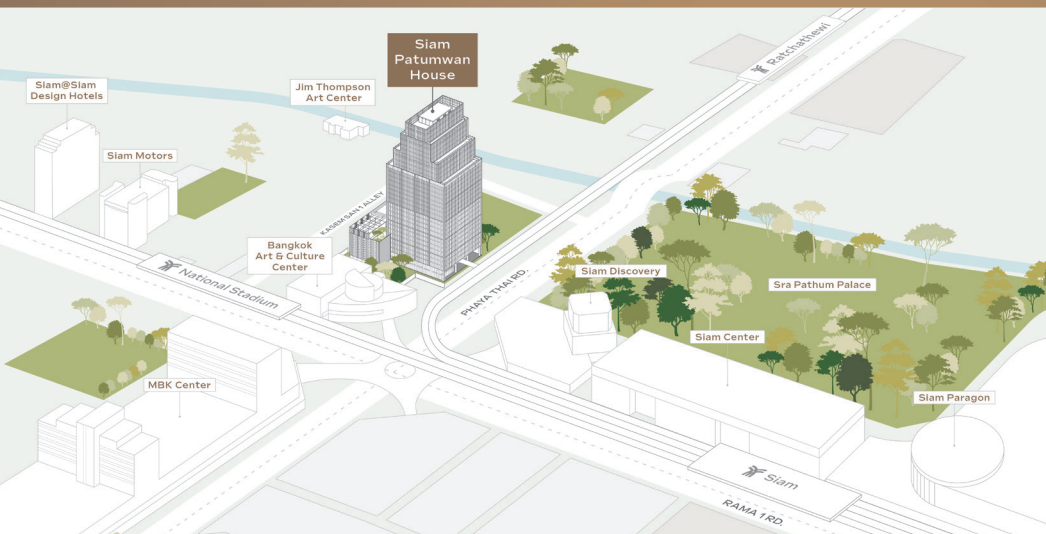 Siam
Patumwan
House
Ratchathewi
Siam@Siam
Design Hotels
Jim Thompson
Art Center
Siam Motors
KASEM SAN 1 ALLEY
Bangkok
Art & Culture
Center
National Stadium
PHAYA THAI RD.
Siam Discovery
Sra Pathum Palace
Siam Center
MBK Center
Siam Paragon
Siam
RAMA 1 RD.